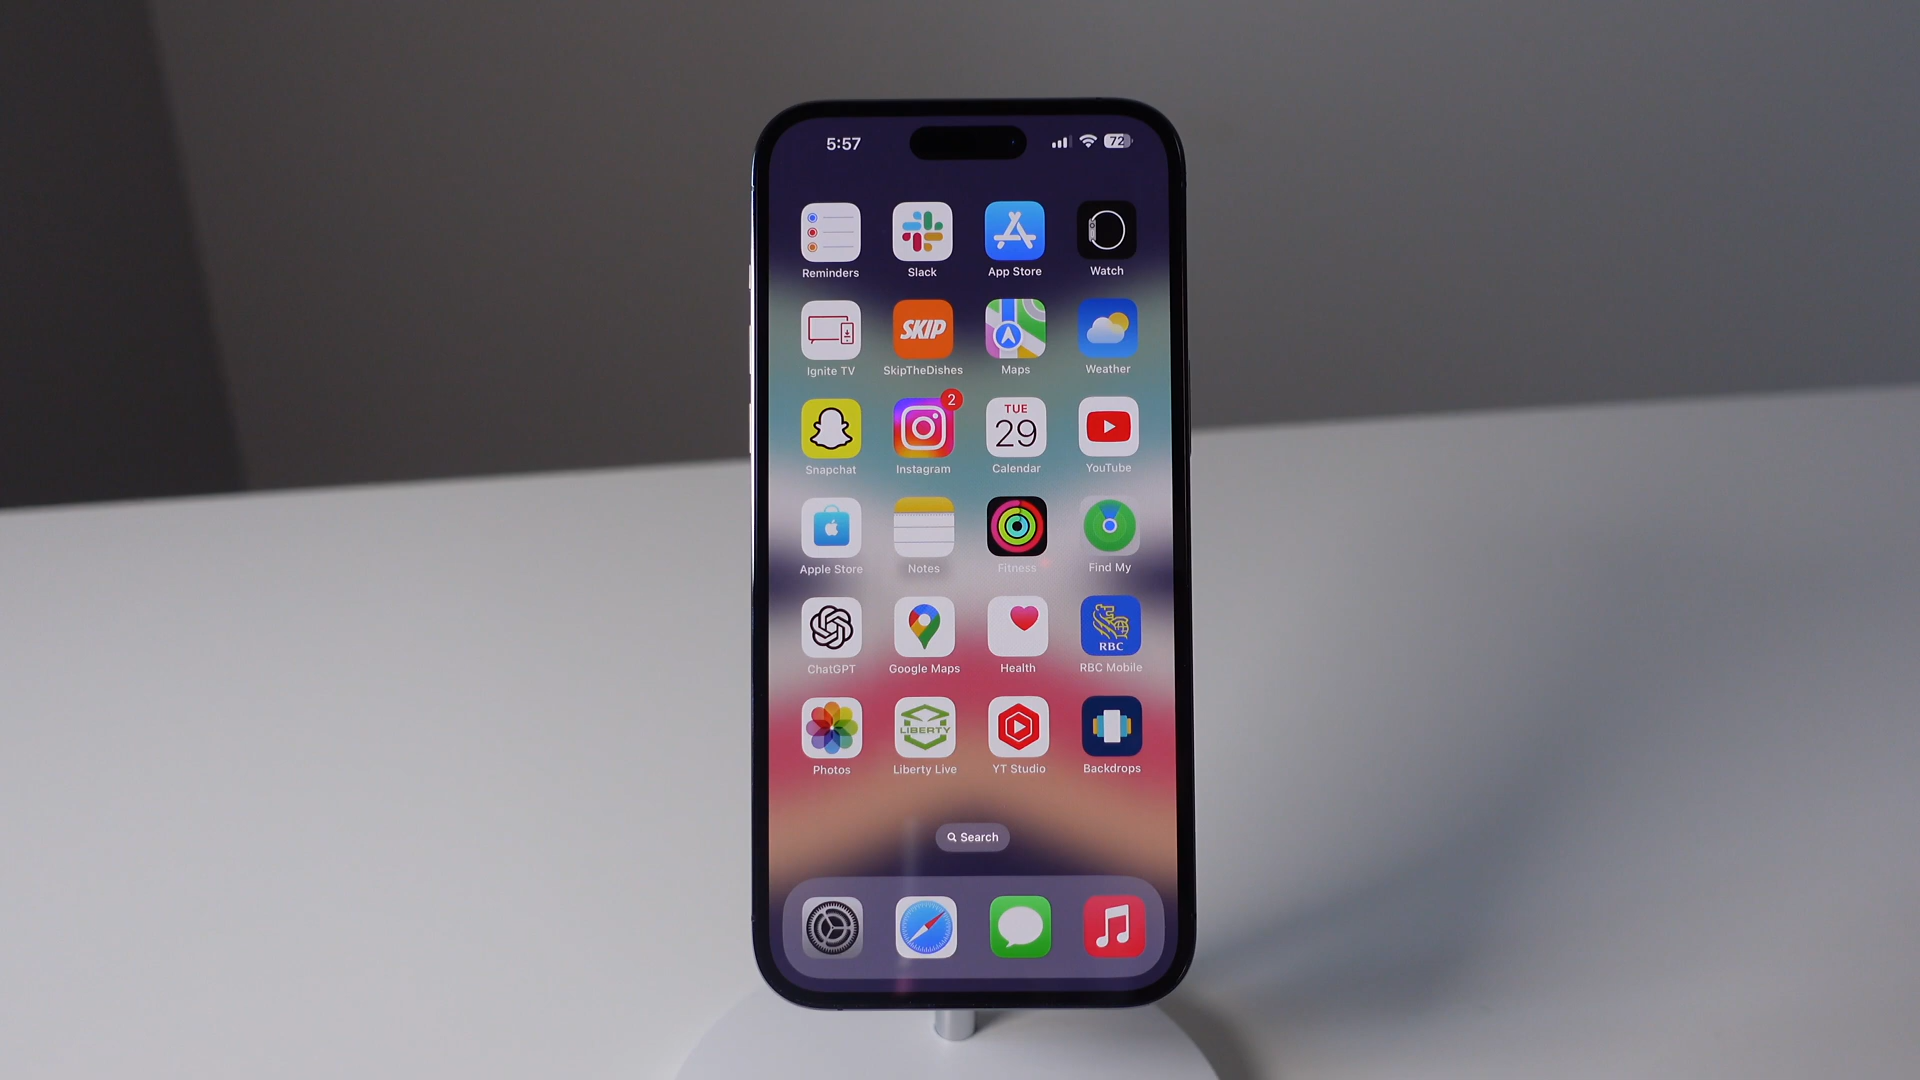 5:57 72
Reminders Slack App Store Watch
SKIP
Ignite TV SkipTheDishes Maps Weather
2
TUE
29
Snapchat Instagram Calendar YouTube
Apple Store Notes Fitness Find My
RBC
ChatGPT Google Maps Health RBC Mobile
LIBERTY
Photos Liberty Live YT Studio Backdrops
Search